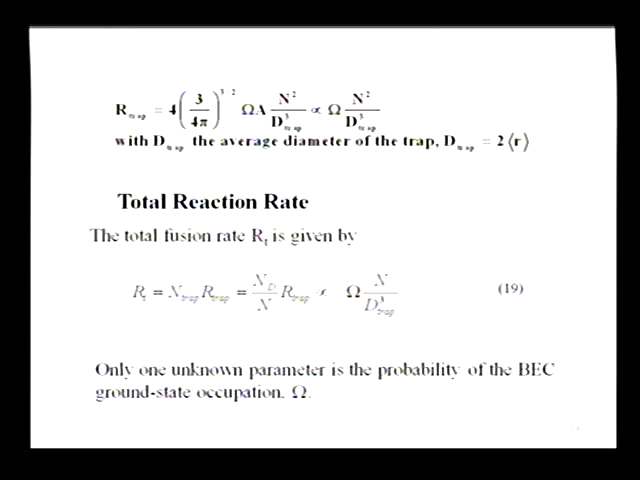 R_trap = 4(3/4π)^{3/2} ΩA N²/D³_trap ∝ Ω N²/D³_trap
with D_trap the average diameter of the trap, D_trap = 2⟨r⟩
Total Reaction Rate
The total fusion rate R_t is given by
R_t = N_trap R_trap = N_D/N R_trap ∝ Ω N/D³_trap (19)
Only one unknown parameter is the probability of the BEC
ground-state occupation, Ω.